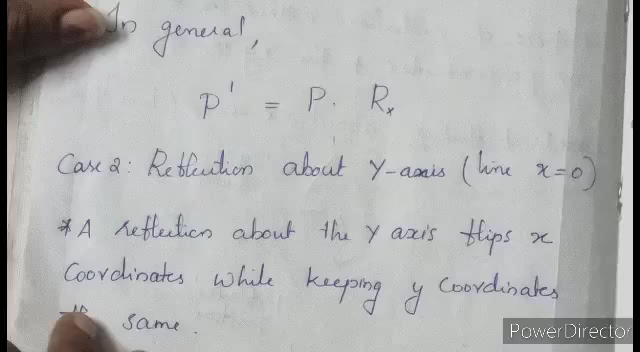 In general,
P' = P. Rx
Case 2: Reflection about Y-axis (line x=0)
* A reflection about the Y axis flips x
Coordinates while keeping y Coordinates
same.
PowerDirector